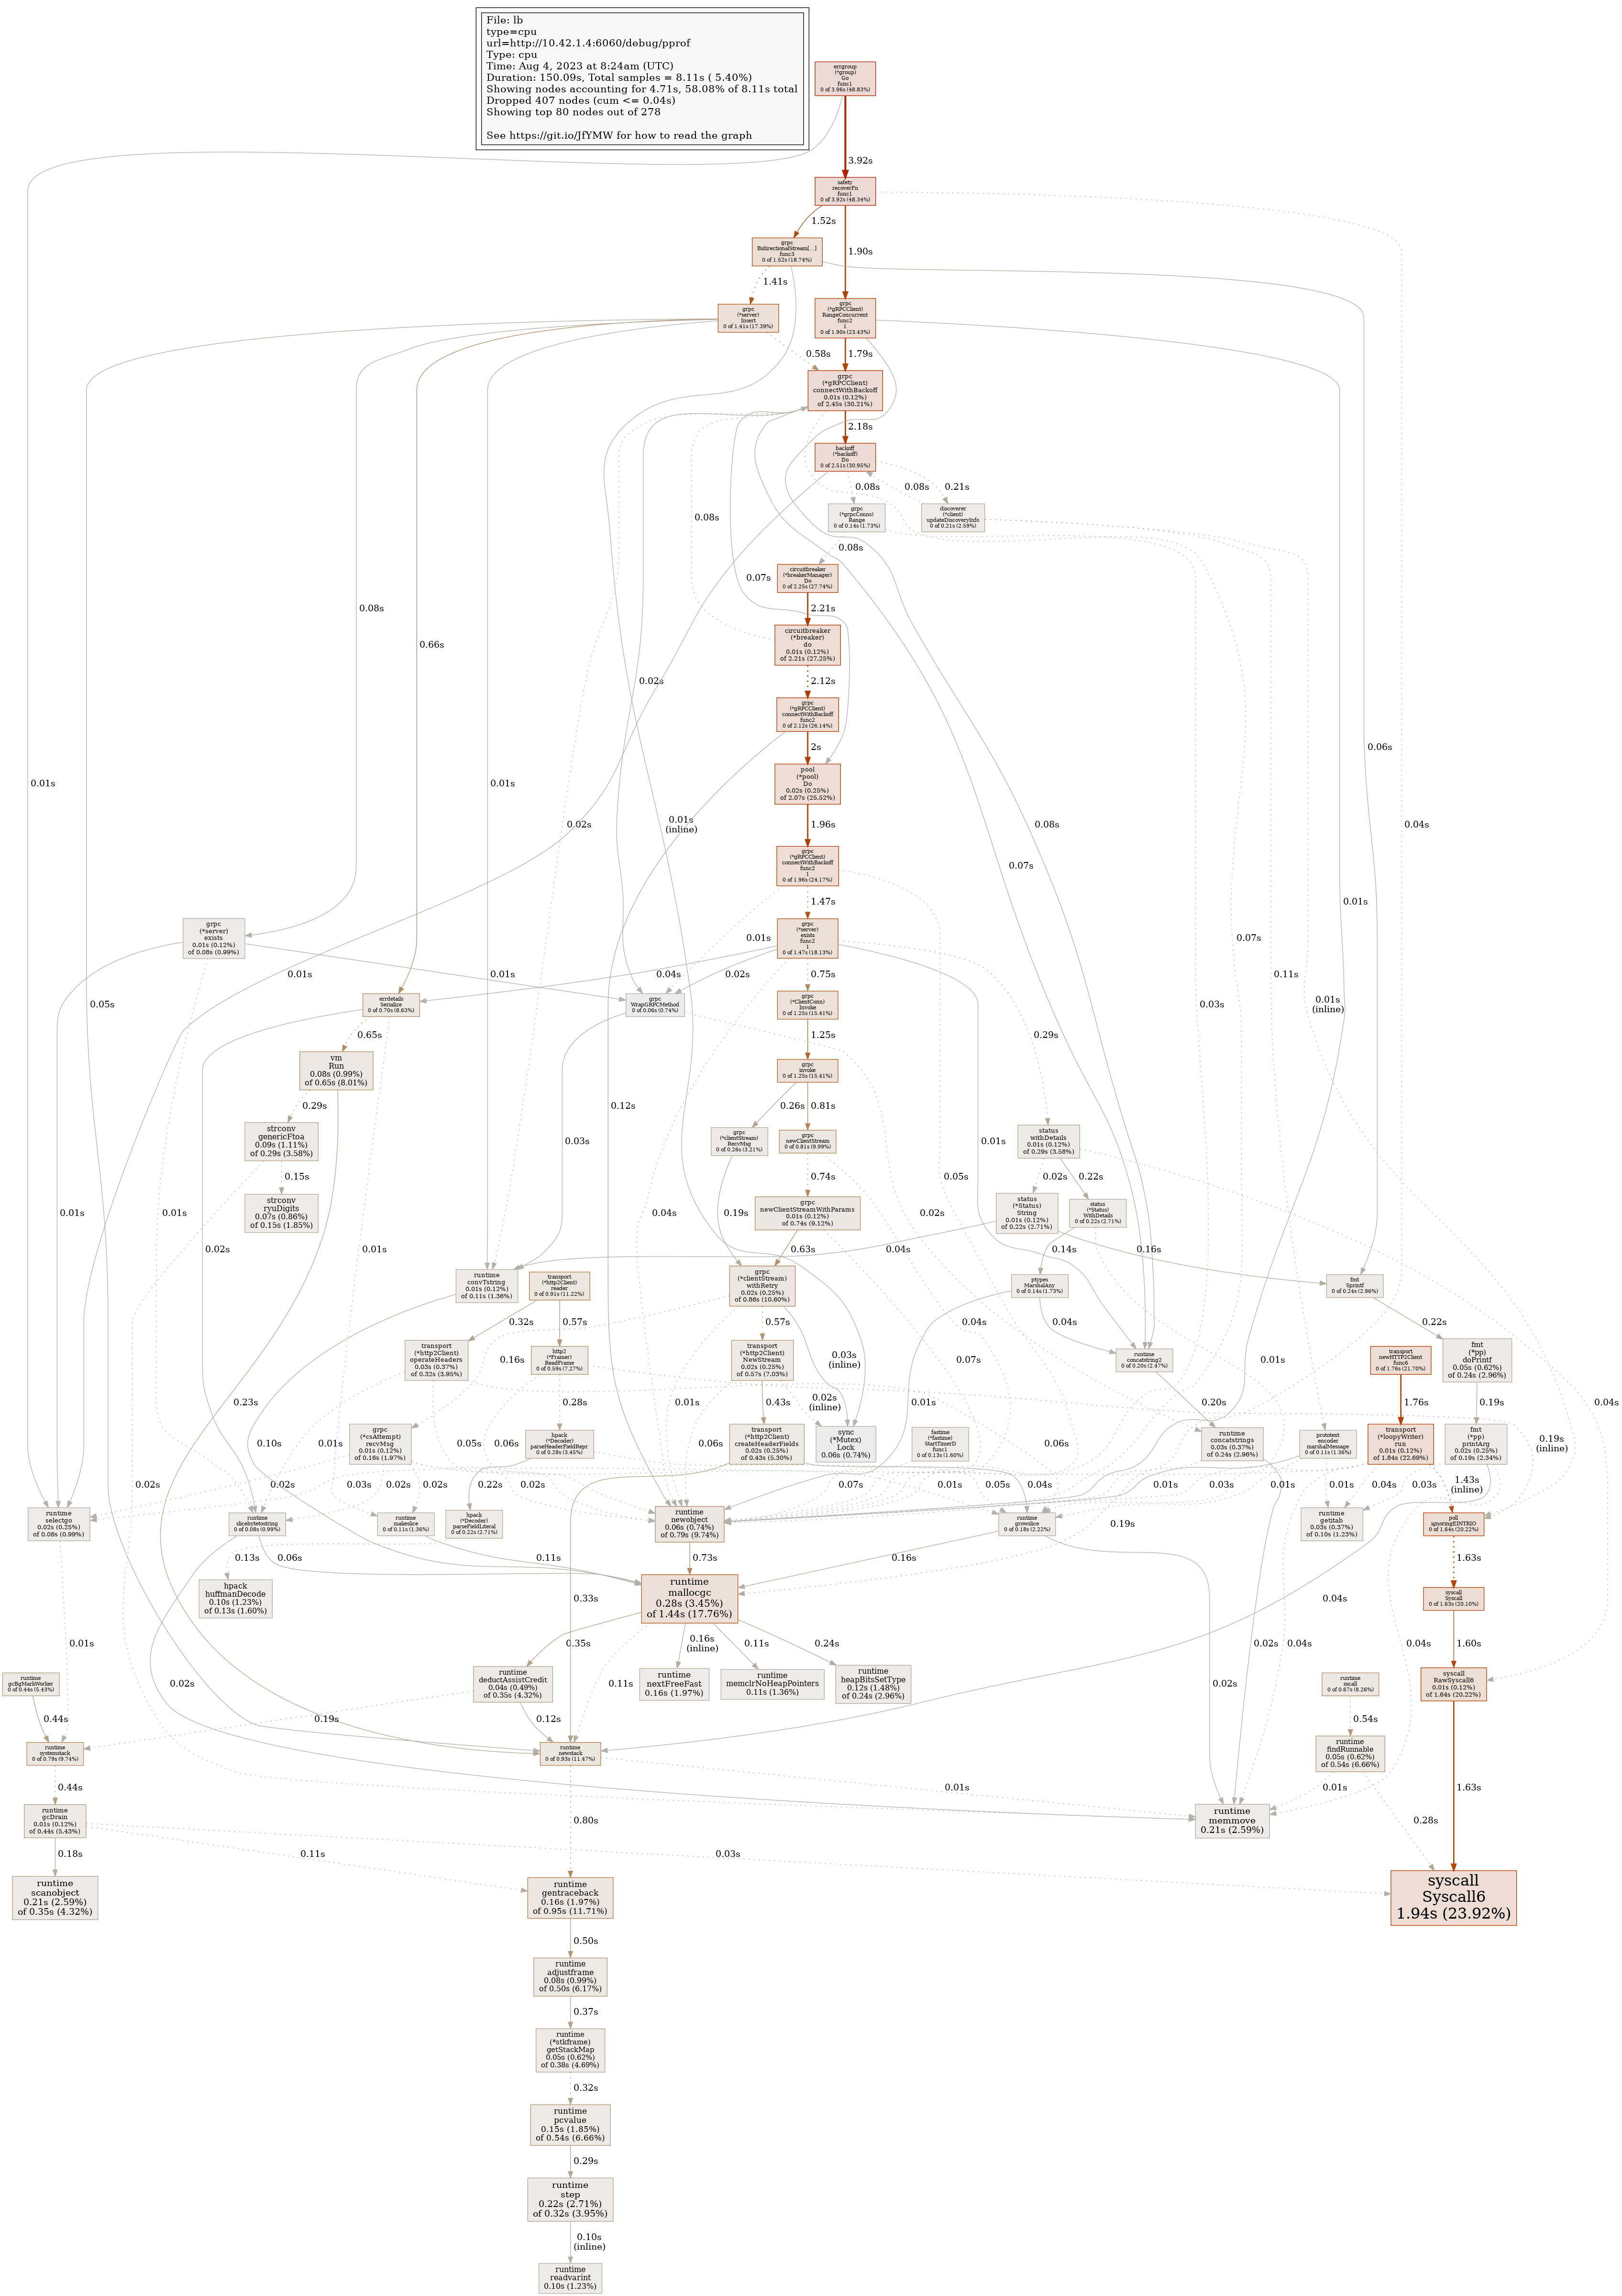 File: lb
type=cpu
url=http://10.42.1.4:6060/debug/pprof
Type: cpu
Time: Aug 4, 2023 at 8:24am (UTC)
Duration: 150.09s, Total samples = 8.11s ( 5.40%)
Showing nodes accounting for 4.71s, 58.08% of 8.11s total
Dropped 407 nodes (cum <= 0.04s)
Showing top 80 nodes out of 278
See https://git.io/JfYMW for how to read the graph
errgroup
(*group)
Go
func1
0 of 3.96s (48.83%)
3.92s
safety
recoverFn
func1
0 of 3.92s (48.34%)
1.52s
1.90s
grpc
BidirectionalStream[...]
func3
0 of 1.52s (18.74%)
1.41s
grpc
(*server)
Insert
0 of 1.41s (17.39%)
grpc
(*gRPCClient)
RangeConcurrent
func2
1
0 of 1.90s (23.43%)
0.58s
1.79s
grpc
(*gRPCClient)
connectWithBackoff
0.01s (0.12%)
of 2.45s (30.21%)
2.18s
backoff
(*backoff)
Do
0 of 2.51s (30.95%)
0.08s
0.08s
0.21s
grpc
(*grpcConns)
Range
0 of 0.14s (1.73%)
discoverer
(*client)
updateDiscoveryInfo
0 of 0.21s (2.59%)
0.08s
0.08s
circuitbreaker
(*breakerManager)
Do
0 of 2.25s (27.74%)
0.07s
2.21s
0.08s
0.66s
circuitbreaker
(*breaker)
do
0.01s (0.12%)
of 2.21s (27.25%)
0.07s
2.12s
0.02s
grpc
(*gRPCClient)
connectWithBackoff
func2
0 of 2.12s (26.14%)
2s
0.06s
0.01s
0.01s
pool
(*pool)
Do
0.02s (0.25%)
of 2.07s (25.52%)
0.02s
0.01s
(inline)
1.96s
0.08s
0.04s
0.07s
grpc
(*gRPCClient)
connectWithBackoff
func2
1
0 of 1.96s (24.17%)
1.47s
0.01s
grpc
(*server)
exists
0.01s (0.12%)
of 0.08s (0.99%)
grpc
(*server)
exists
func2
1
0 of 1.47s (18.13%)
0.01s
0.01s
0.01s
0.04s
0.02s
0.75s
0.11s
0.05s
0.03s
0.01s
(inline)
errdetails
Serialize
0 of 0.70s (8.63%)
grpc
WrapGRPCMethod
0 of 0.06s (0.74%)
grpc
(*ClientConn)
Invoke
0 of 1.25s (15.41%)
0.65s
1.25s
0.29s
vm
Run
0.08s (0.99%)
of 0.65s (8.01%)
grpc
invoke
0 of 1.25s (15.41%)
0.29s
0.12s
0.26s
0.81s
strconv
genericFtoa
0.09s (1.11%)
of 0.29s (3.58%)
0.03s
grpc
(*clientStream)
RecvMsg
0 of 0.26s (3.21%)
grpc
newClientStream
0 of 0.81s (9.99%)
0.01s
status
withDetails
0.01s (0.12%)
of 0.29s (3.58%)
0.15s
0.74s
0.05s
0.02s
0.22s
strconv
ryuDigits
0.07s (0.86%)
of 0.15s (1.85%)
0.01s
0.01s
0.04s
0.19s
grpc
newClientStreamWithParams
0.01s (0.12%)
of 0.74s (9.12%)
0.02s
status
(*Status)
String
0.01s (0.12%)
of 0.22s (2.71%)
status
(*Status)
WithDetails
0 of 0.22s (2.71%)
0.02s
0.01s
0.63s
0.04s
0.14s
0.16s
runtime
convTstring
0.01s (0.12%)
of 0.11s (1.36%)
transport
(*http2Client)
reader
0 of 0.91s (11.22%)
grpc
(*clientStream)
withRetry
0.02s (0.25%)
of 0.86s (10.60%)
ptypes
MarshalAny
0 of 0.14s (1.73%)
fmt
Sprintf
0 of 0.24s (2.96%)
0.32s
0.57s
0.57s
0.04s
0.04s
0.22s
transport
(*http2Client)
operateHeaders
0.03s (0.37%)
of 0.32s (3.95%)
http2
(*Framer)
ReadFrame
0 of 0.59s (7.27%)
0.16s
transport
(*http2Client)
NewStream
0.02s (0.25%)
of 0.57s (7.03%)
0.03s
(inline)
0.07s
runtime
concatstring2
0 of 0.20s (2.47%)
0.01s
transport
newHTTP2Client
func6
0 of 1.76s (21.70%)
fmt
(*pp)
doPrintf
0.05s (0.62%)
of 0.24s (2.96%)
0.23s
0.28s
0.01s
0.43s
0.02s
(inline)
0.01s
0.20s
1.76s
0.19s
0.04s
grpc
(*csAttempt)
recvMsg
0.01s (0.12%)
of 0.16s (1.97%)
hpack
(*Decoder)
parseHeaderFieldRepr
0 of 0.28s (3.45%)
transport
(*http2Client)
createHeaderFields
0.02s (0.25%)
of 0.43s (5.30%)
sync
(*Mutex)
Lock
0.06s (0.74%)
fastime
(*fastime)
StartTimerD
func1
0 of 0.13s (1.60%)
runtime
concatstrings
0.03s (0.37%)
of 0.24s (2.96%)
prototext
encoder
marshalMessage
0 of 0.11s (1.36%)
transport
(*loopyWriter)
run
0.01s (0.12%)
of 1.84s (22.69%)
fmt
(*pp)
printArg
0.02s (0.25%)
of 0.19s (2.34%)
0.19s
(inline)
0.10s
0.01s
0.05s
0.06s
0.06s
0.06s
0.02s
0.02s
0.03s
0.02s
0.02s
0.22s
0.02s
0.07s
0.01s
0.05s
0.04s
0.03s
0.01s
0.01s
0.04s
0.03s
1.43s
(inline)
runtime
selectgo
0.02s (0.25%)
of 0.08s (0.99%)
runtime
slicebytetostring
0 of 0.08s (0.99%)
runtime
makeslice
0 of 0.11s (1.36%)
hpack
(*Decoder)
parseFieldLiteral
0 of 0.22s (2.71%)
runtime
newobject
0.06s (0.74%)
of 0.79s (9.74%)
runtime
growslice
0 of 0.18s (2.22%)
runtime
getitab
0.03s (0.37%)
of 0.10s (1.23%)
poll
ignoringEINTRIO
0 of 1.64s (20.22%)
0.06s
0.11s
0.13s
0.73s
0.16s
0.19s
1.63s
hpack
huffmanDecode
0.10s (1.23%)
of 0.13s (1.60%)
runtime
mallocgc
0.28s (3.45%)
of 1.44s (17.76%)
syscall
Syscall
0 of 1.63s (20.10%)
0.33s
0.04s
0.01s
0.35s
0.11s
0.16s
(inline)
0.11s
0.24s
0.02s
0.04s
0.04s
1.60s
runtime
gcBgMarkWorker
0 of 0.44s (5.43%)
0.02s
runtime
deductAssistCredit
0.04s (0.49%)
of 0.35s (4.32%)
runtime
nextFreeFast
0.16s (1.97%)
runtime
memclrNoHeapPointers
0.11s (1.36%)
runtime
heapBitsSetType
0.12s (1.48%)
of 0.24s (2.96%)
0.02s
runtime
mcall
0 of 0.67s (8.26%)
syscall
RawSyscall6
0.01s (0.12%)
of 1.64s (20.22%)
0.44s
0.19s
0.12s
0.54s
runtime
systemstack
0 of 0.79s (9.74%)
runtime
newstack
0 of 0.93s (11.47%)
runtime
findRunnable
0.05s (0.62%)
of 0.54s (6.66%)
0.44s
0.01s
0.01s
1.63s
runtime
gcDrain
0.01s (0.12%)
of 0.44s (5.43%)
0.80s
runtime
memmove
0.21s (2.59%)
0.28s
0.18s
0.11s
0.03s
runtime
scanobject
0.21s (2.59%)
of 0.35s (4.32%)
runtime
gentraceback
0.16s (1.97%)
of 0.95s (11.71%)
syscall
Syscall6
1.94s (23.92%)
0.50s
runtime
adjustframe
0.08s (0.99%)
of 0.50s (6.17%)
0.37s
runtime
(*stkframe)
getStackMap
0.05s (0.62%)
of 0.38s (4.69%)
0.32s
runtime
pcvalue
0.15s (1.85%)
of 0.54s (6.66%)
0.29s
runtime
step
0.22s (2.71%)
of 0.32s (3.95%)
0.10s
(inline)
runtime
readvarint
0.10s (1.23%)